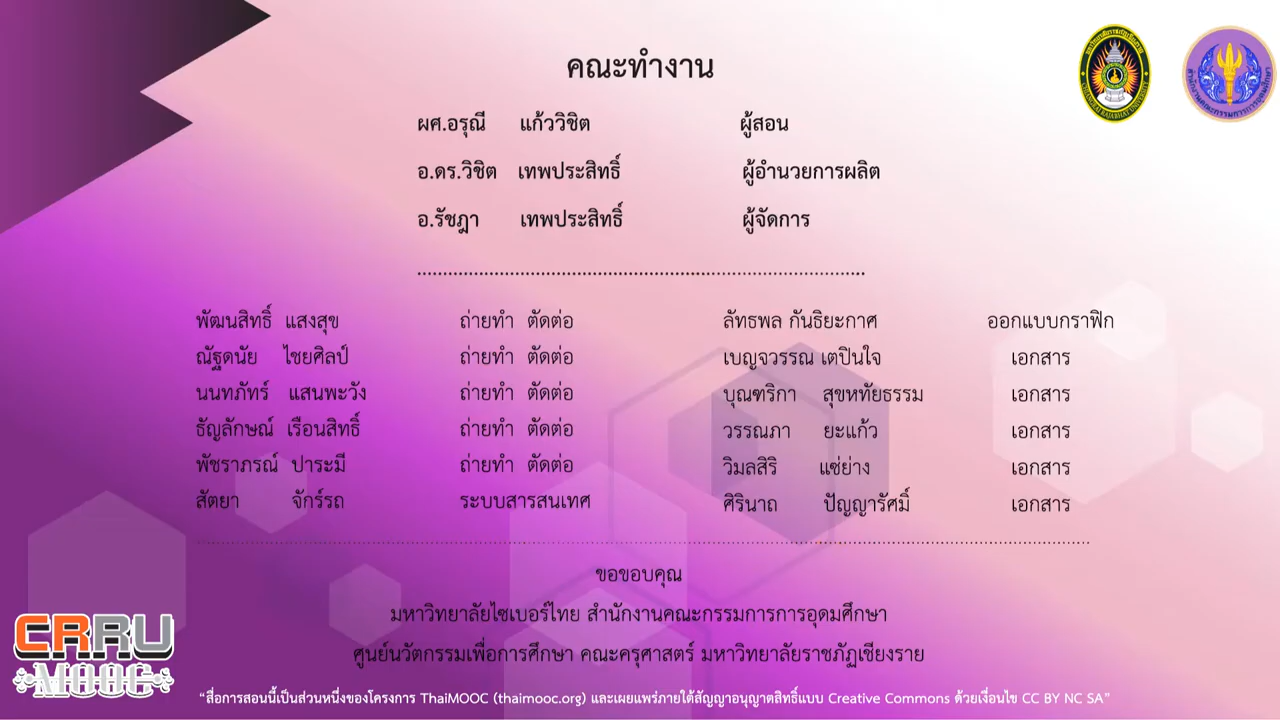 คณะทำงาน
ผศ.อรุณี แก้ววิชิต ผู้สอน
อ.ดร.วิชิต เทพประสิทธิ์ ผู้อำนวยการผลิต
อ.รัชฎา เทพประสิทธิ์ ผู้จัดการ
พัฒนสิทธิ์ แสงสุข ถ่ายทำ ตัดต่อ ลัทธพล กันธิยะกาศ ออกแบบกราฟิก
ณัฐดนัย ไชยศิลป์ ถ่ายทำ ตัดต่อ เบญจวรรณ เตปินใจ เอกสาร
นนทภัทร์ แสนพะวัง ถ่ายทำ ตัดต่อ บุณฑริกา สุขหทัยธรรม เอกสาร
ธัญลักษณ์ เรือนสิทธิ์ ถ่ายทำ ตัดต่อ วรรณภา ยะแก้ว เอกสาร
พัชราภรณ์ ปาระมี ถ่ายทำ ตัดต่อ วิมลสิริ แซ่ย่าง เอกสาร
สัตยา จักร์รถ ระบบสารสนเทศ ศิรินาถ ปัญญารัศมิ์ เอกสาร
ขอขอบคุณ
มหาวิทยาลัยไซเบอร์ไทย สำนักงานคณะกรรมการการอุดมศึกษา
ศูนย์นวัตกรรมเพื่อการศึกษา คณะครุศาสตร์ มหาวิทยาลัยราชภัฏเชียงราย
CRRU
MOOC
“สื่อการสอนนี้เป็นส่วนหนึ่งของโครงการ ThaiMOOC (thaimooc.org) และเผยแพร่ภายใต้สัญญาอนุญาตสิทธิ์แบบ Creative Commons ด้วยเงื่อนไข CC BY NC SA”